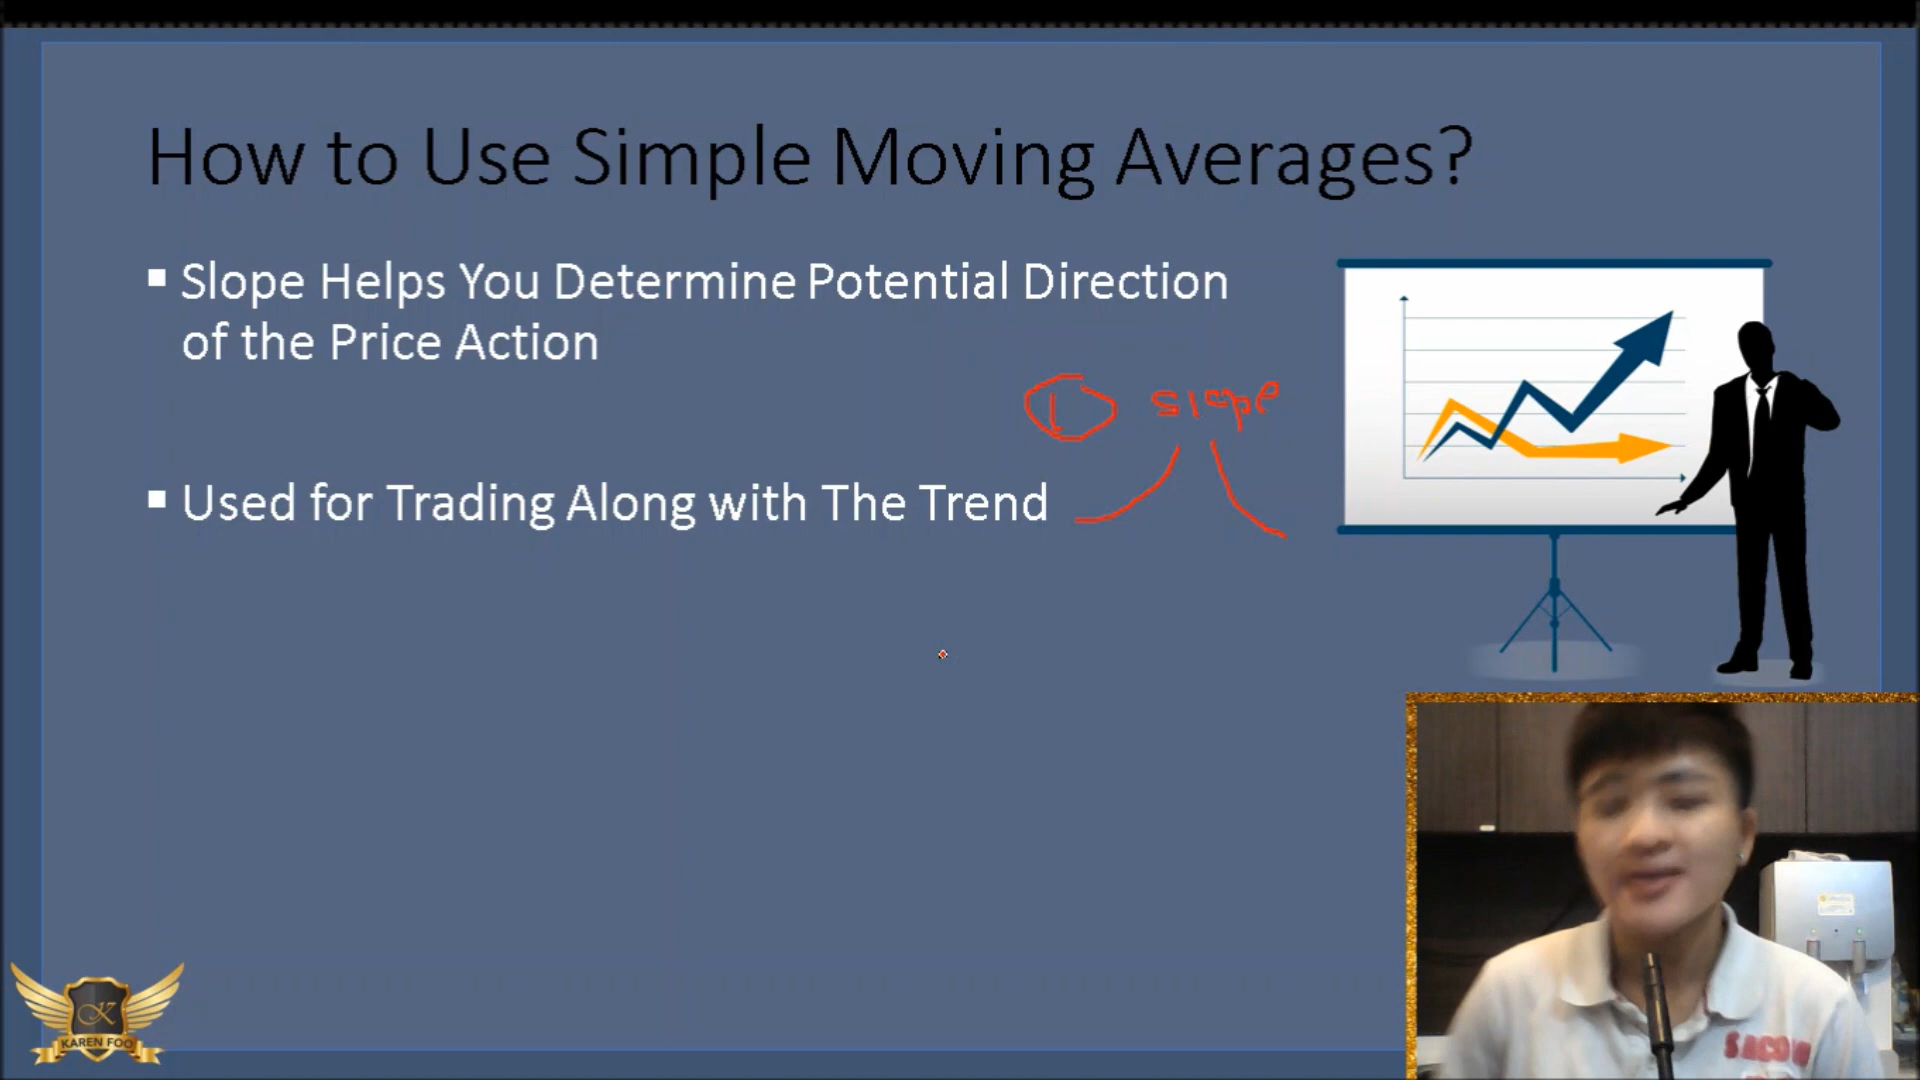 How to Use Simple Moving Averages?
Slope Helps You Determine Potential Direction
of the Price Action
1 slope
Used for Trading Along with The Trend
K
KAREN FOO